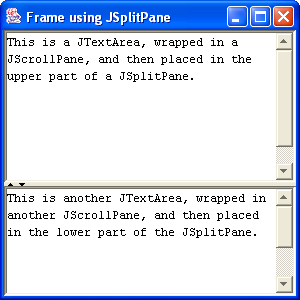 Frame using JSplitPane
This is a JTextArea, wrapped in a
JScrollPane, and then placed in the
upper part of a JSplitPane.
This is another JTextArea, wrapped in
another JScrollPane, and then placed
in the lower part of the JSplitPane.